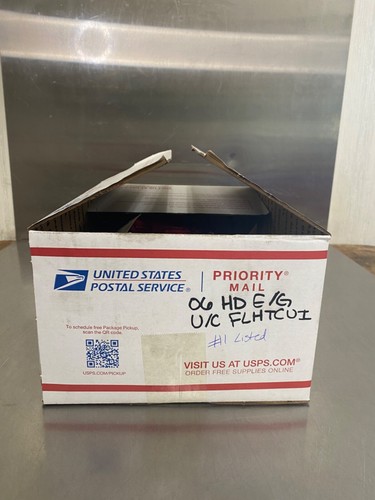 UNITED STATES
POSTAL SERVICE®
PRIORITY®
MAIL
06 HD E/G
U/C FLHTCUI
#1 Listed
To schedule free Package Pickup,
scan the QR code.
USPS.COM/PICKUP
VISIT US AT USPS.COM®
ORDER FREE SUPPLIES ONLINE